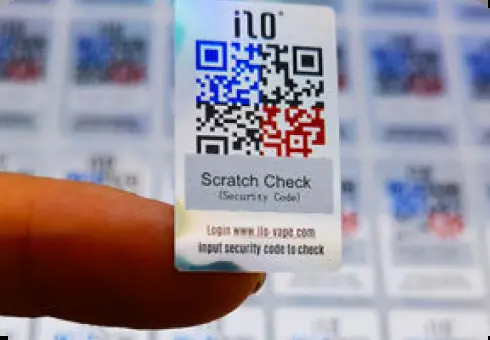 ilo®
Scratch Check
(Security Code)
Login www.ilo-vape.com
input security code to check